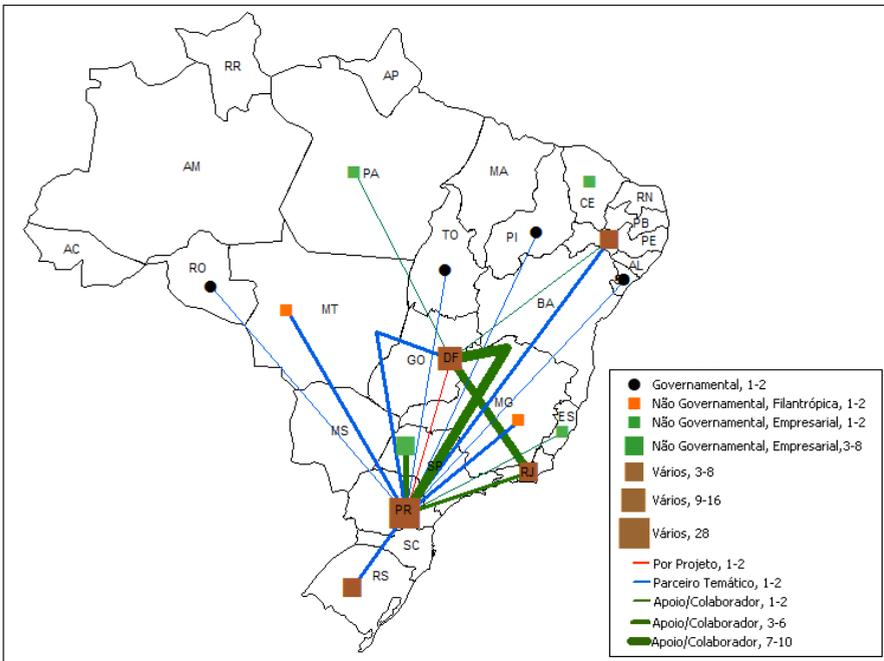 RR
AP
AM
PA
MA
CE
RN
PB
PE
AC
TO
PI
AL
RO
BA
MT
GO
DF
MG
ES
MS
SP
RJ
PR
SC
RS
Governamental, 1-2
Não Governamental, Filantrópica, 1-2
Não Governamental, Empresarial, 1-2
Não Governamental, Empresarial,3-8
Vários, 3-8
Vários, 9-16
Vários, 28
Por Projeto, 1-2
Parceiro Temático, 1-2
Apoio/Colaborador, 1-2
Apoio/Colaborador, 3-6
Apoio/Colaborador, 7-10